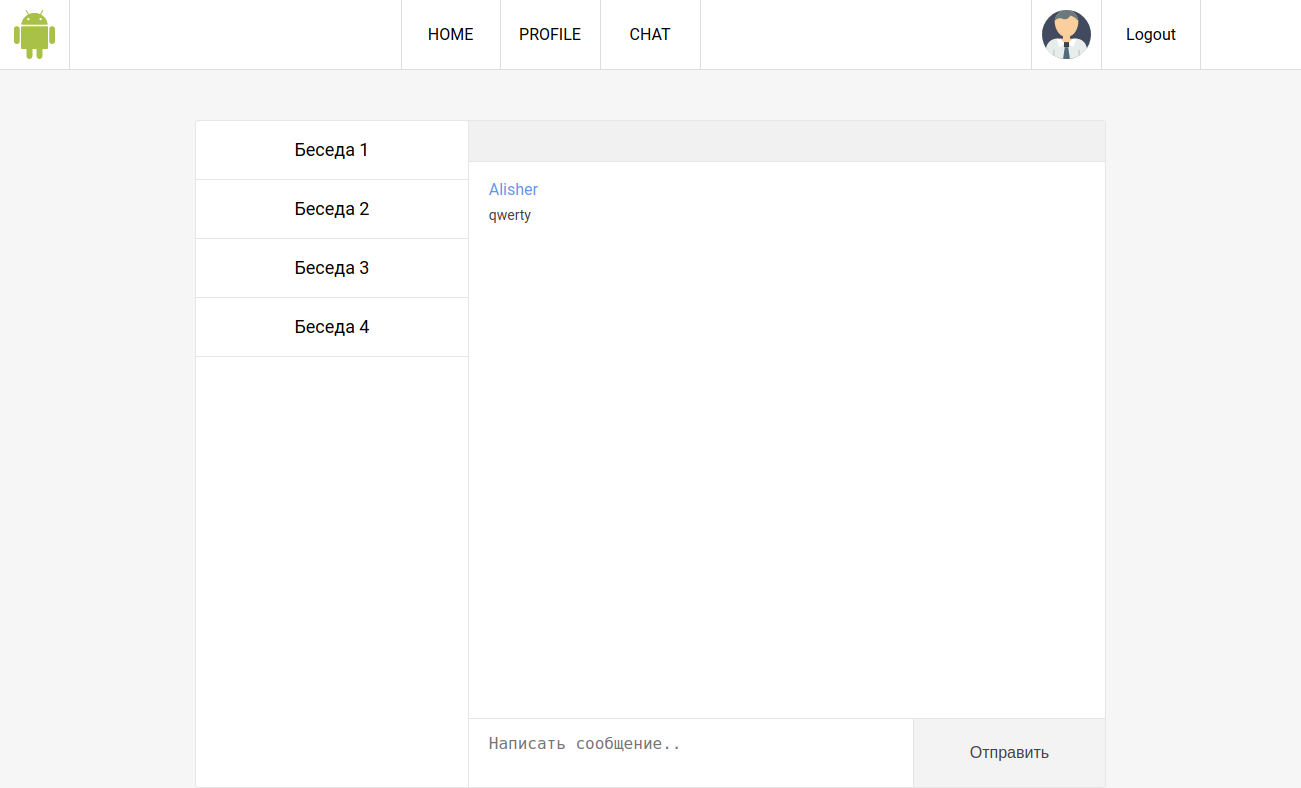 HOME
PROFILE
CHAT
Logout
Беседа 1
Беседа 2
Беседа 3
Беседа 4
Alisher
qwerty
Написать сообщение..
Отправить